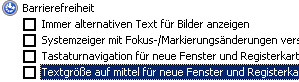 Barrierefreiheit
Immer alternativen Text für Bilder anzeigen
Systemzeiger mit Fokus-/Markierungsänderungen vers
Tastaturnavigation für neue Fenster und Registerkart
Textgröße auf mittel für neue Fenster und Registerka